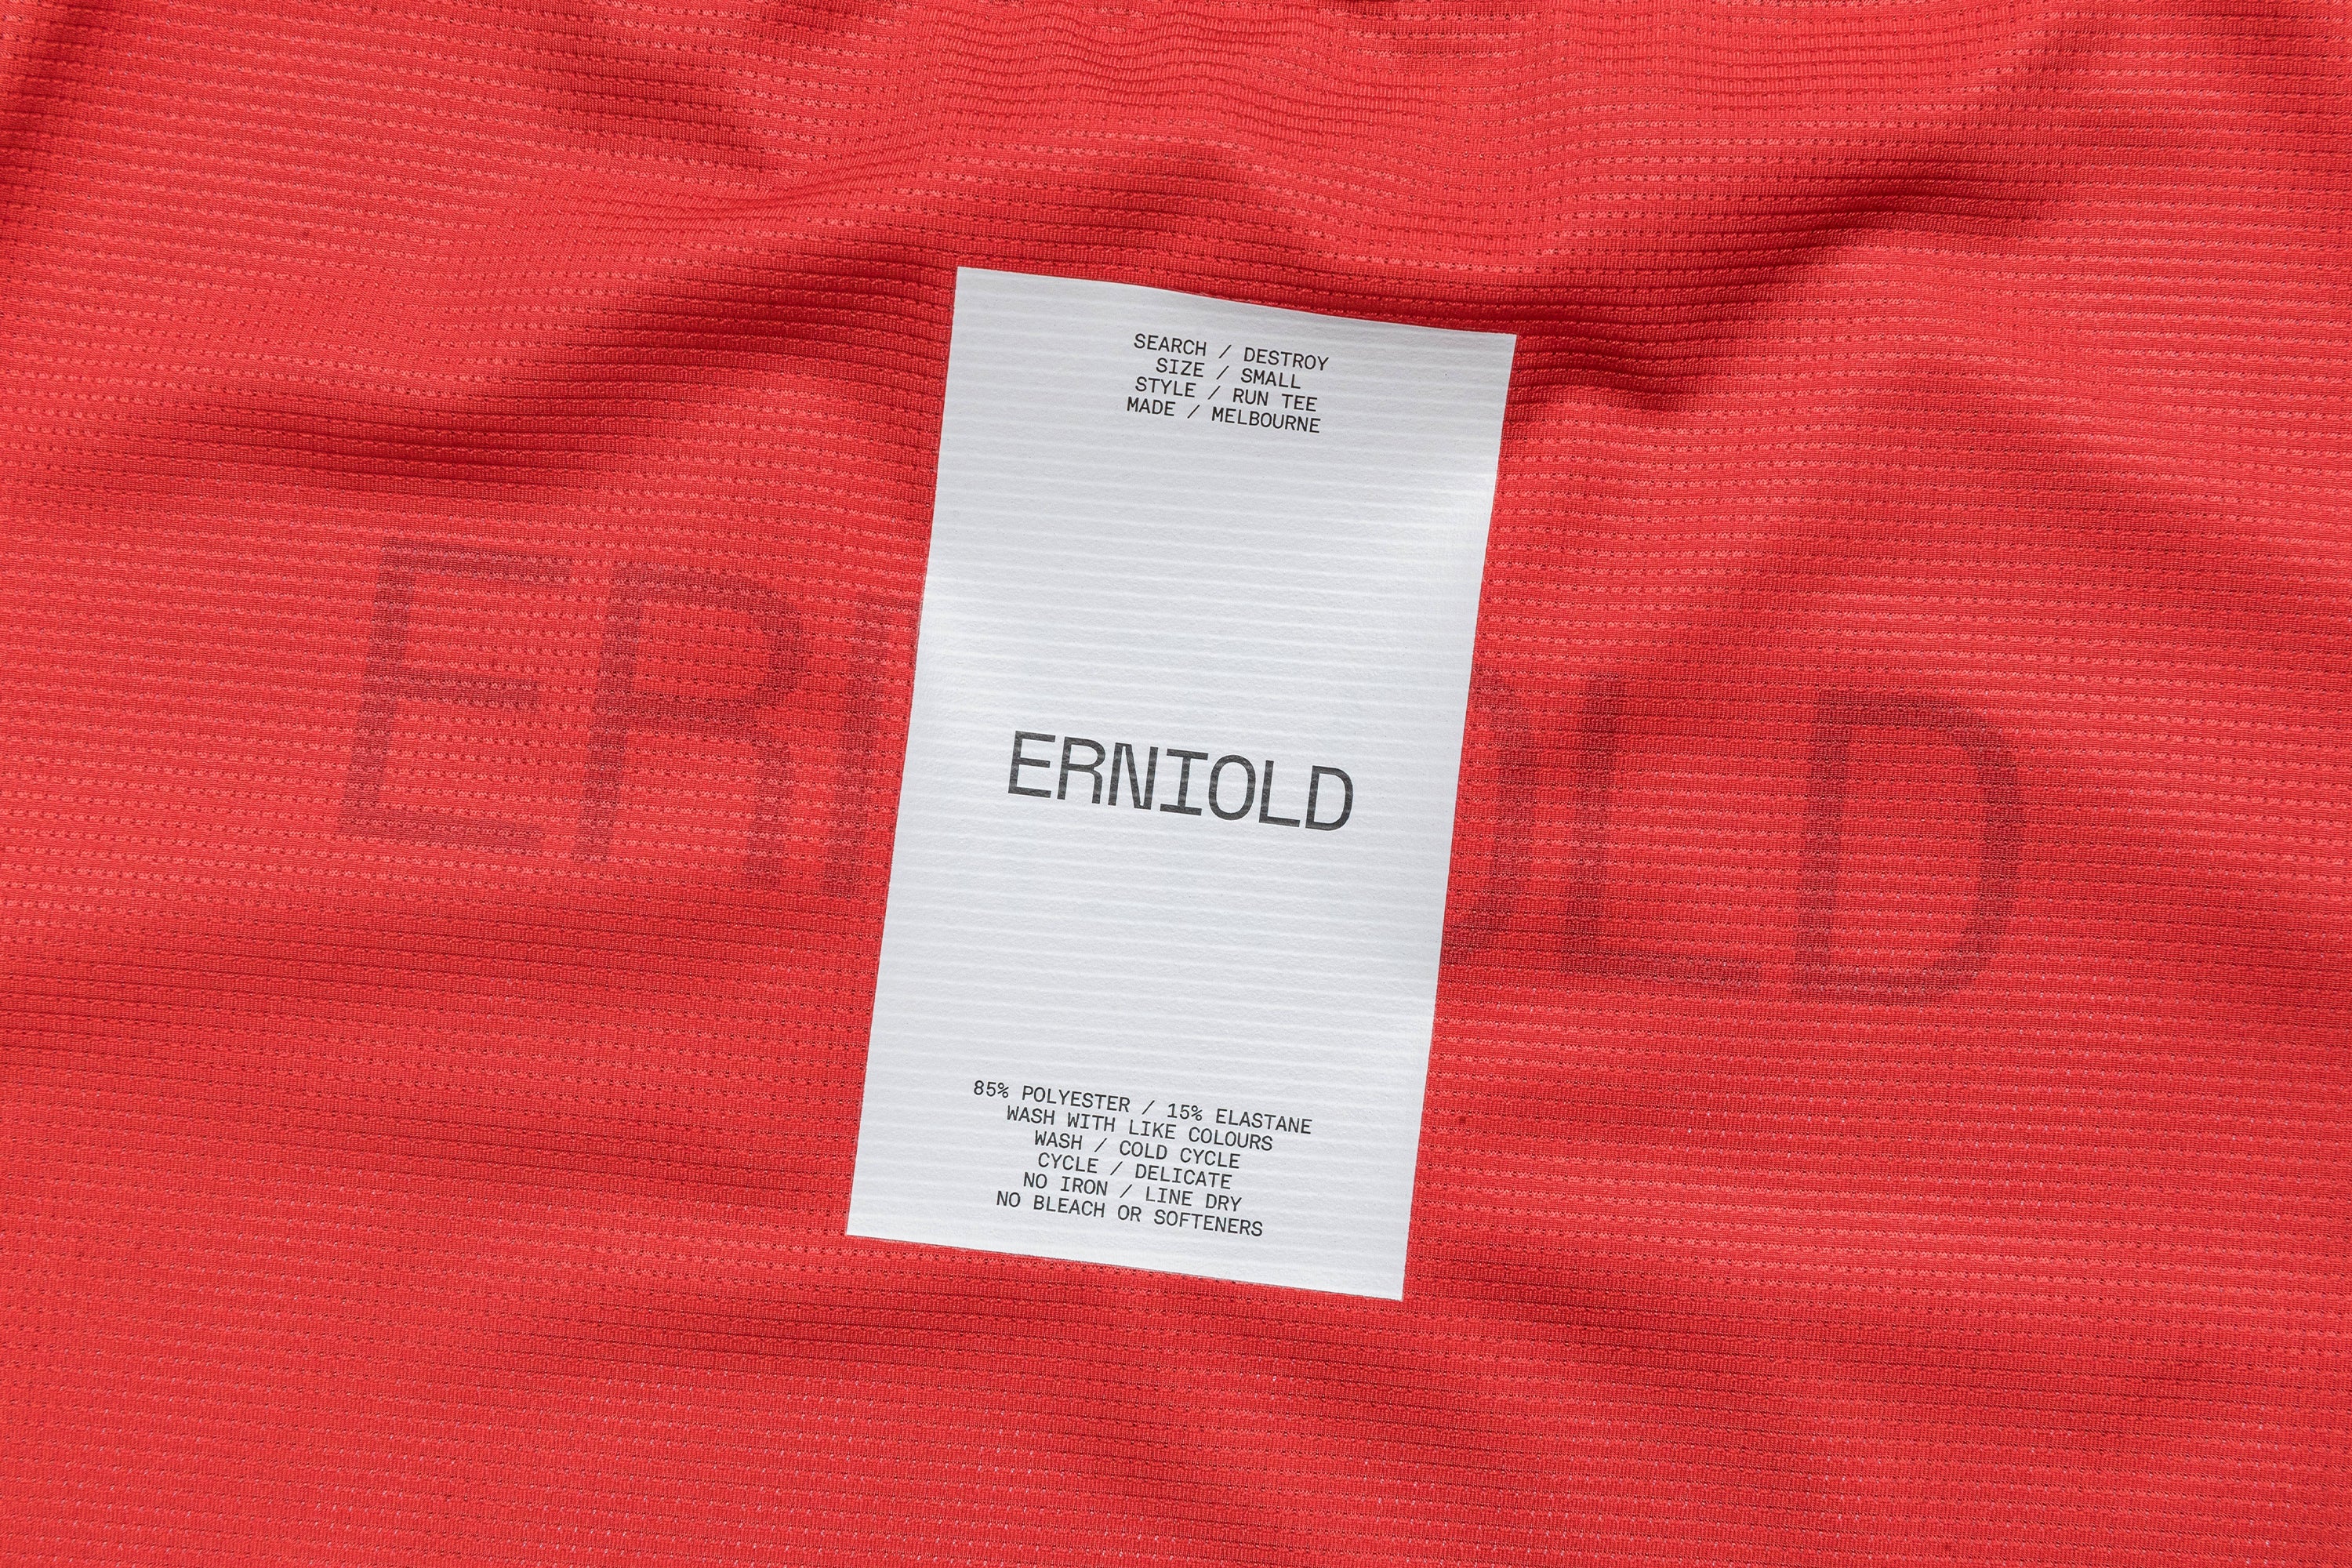 SEARCH / DESTROY
SIZE / SMALL
STYLE / RUN TEE
MADE / MELBOURNE
ERNIOLD
85% POLYESTER / 15% ELASTANE
WASH WITH LIKE COLOURS
WASH / COLD CYCLE
CYCLE / DELICATE
NO IRON / LINE DRY
NO BLEACH OR SOFTENERS